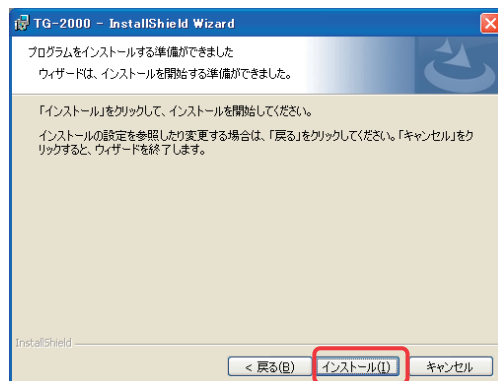 TG-2000 - InstallShield Wizard
プログラムをインストールする準備ができました
ウィザードは、インストールを開始する準備ができました。
「インストール」をクリックして、インストールを開始してください。
インストールの設定を参照したり変更する場合は、「戻る」をクリックしてください。「キャンセル」をク
リックすると、ウィザードを終了します。
InstallShield
< 戻る(B) インストール(I) キャンセル